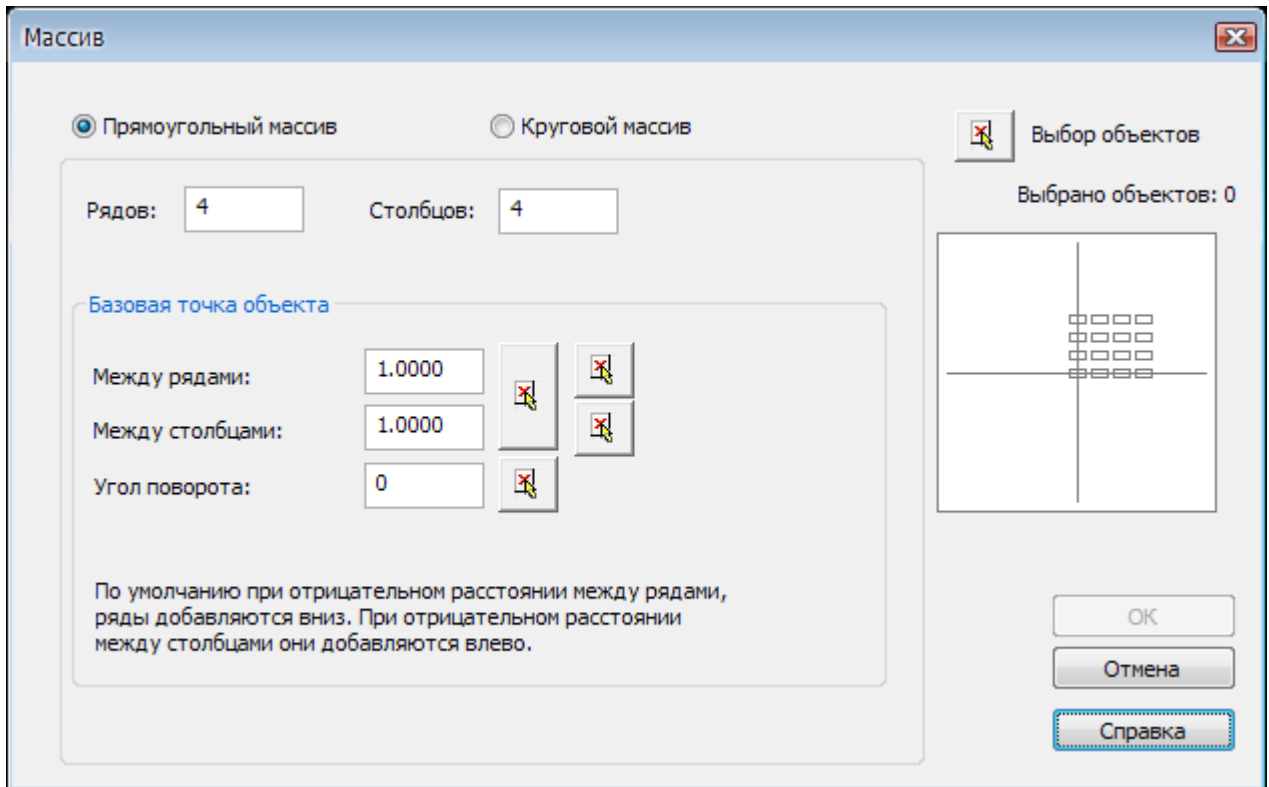 Массив
Прямоугольный массив
Круговой массив
Выбор объектов
Выбрано объектов: 0
Рядов: 4
Столбцов: 4
Базовая точка объекта
Между рядами: 1.0000
Между столбцами: 1.0000
Угол поворота: 0
По умолчанию при отрицательном расстоянии между рядами,
ряды добавляются вниз. При отрицательном расстоянии
между столбцами они добавляются влево.
OK
Отмена
Справка